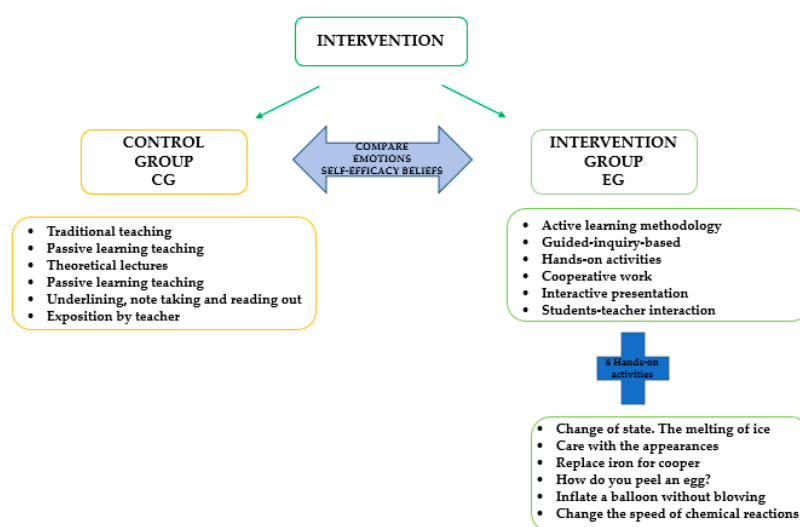 INTERVENTION
CONTROL
GROUP
CG
COMPARE
EMOTIONS
SELF-EFFICACY BELIEFS
INTERVENTION
GROUP
EG
• Traditional teaching
• Passive learning teaching
• Theoretical lectures
• Passive learning teaching
• Underlining, note taking and reading out
• Exposition by teacher
• Active learning methodology
• Guided-inquiry-based
• Hands-on activities
• Cooperative work
• Interactive presentation
• Students-teacher interaction
6 Hands-on
activities
• Change of state. The melting of ice
• Care with the appearances
• Replace iron for cooper
• How do you peel an egg?
• Inflate a balloon without blowing
• Change the speed of chemical reactions